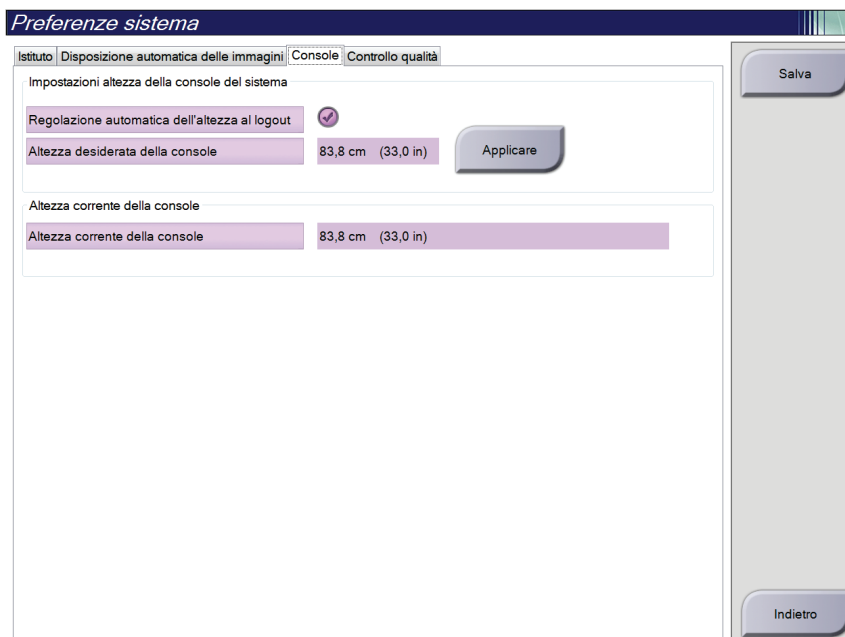 Preferenze sistema
Istituto Disposizione automatica delle immagini Console Controllo qualità
Salva
Impostazioni altezza della console del sistema
Regolazione automatica dell'altezza al logout
Altezza desiderata della console 83,8 cm (33,0 in) Applicare
Altezza corrente della console
Altezza corrente della console 83,8 cm (33,0 in)
Indietro